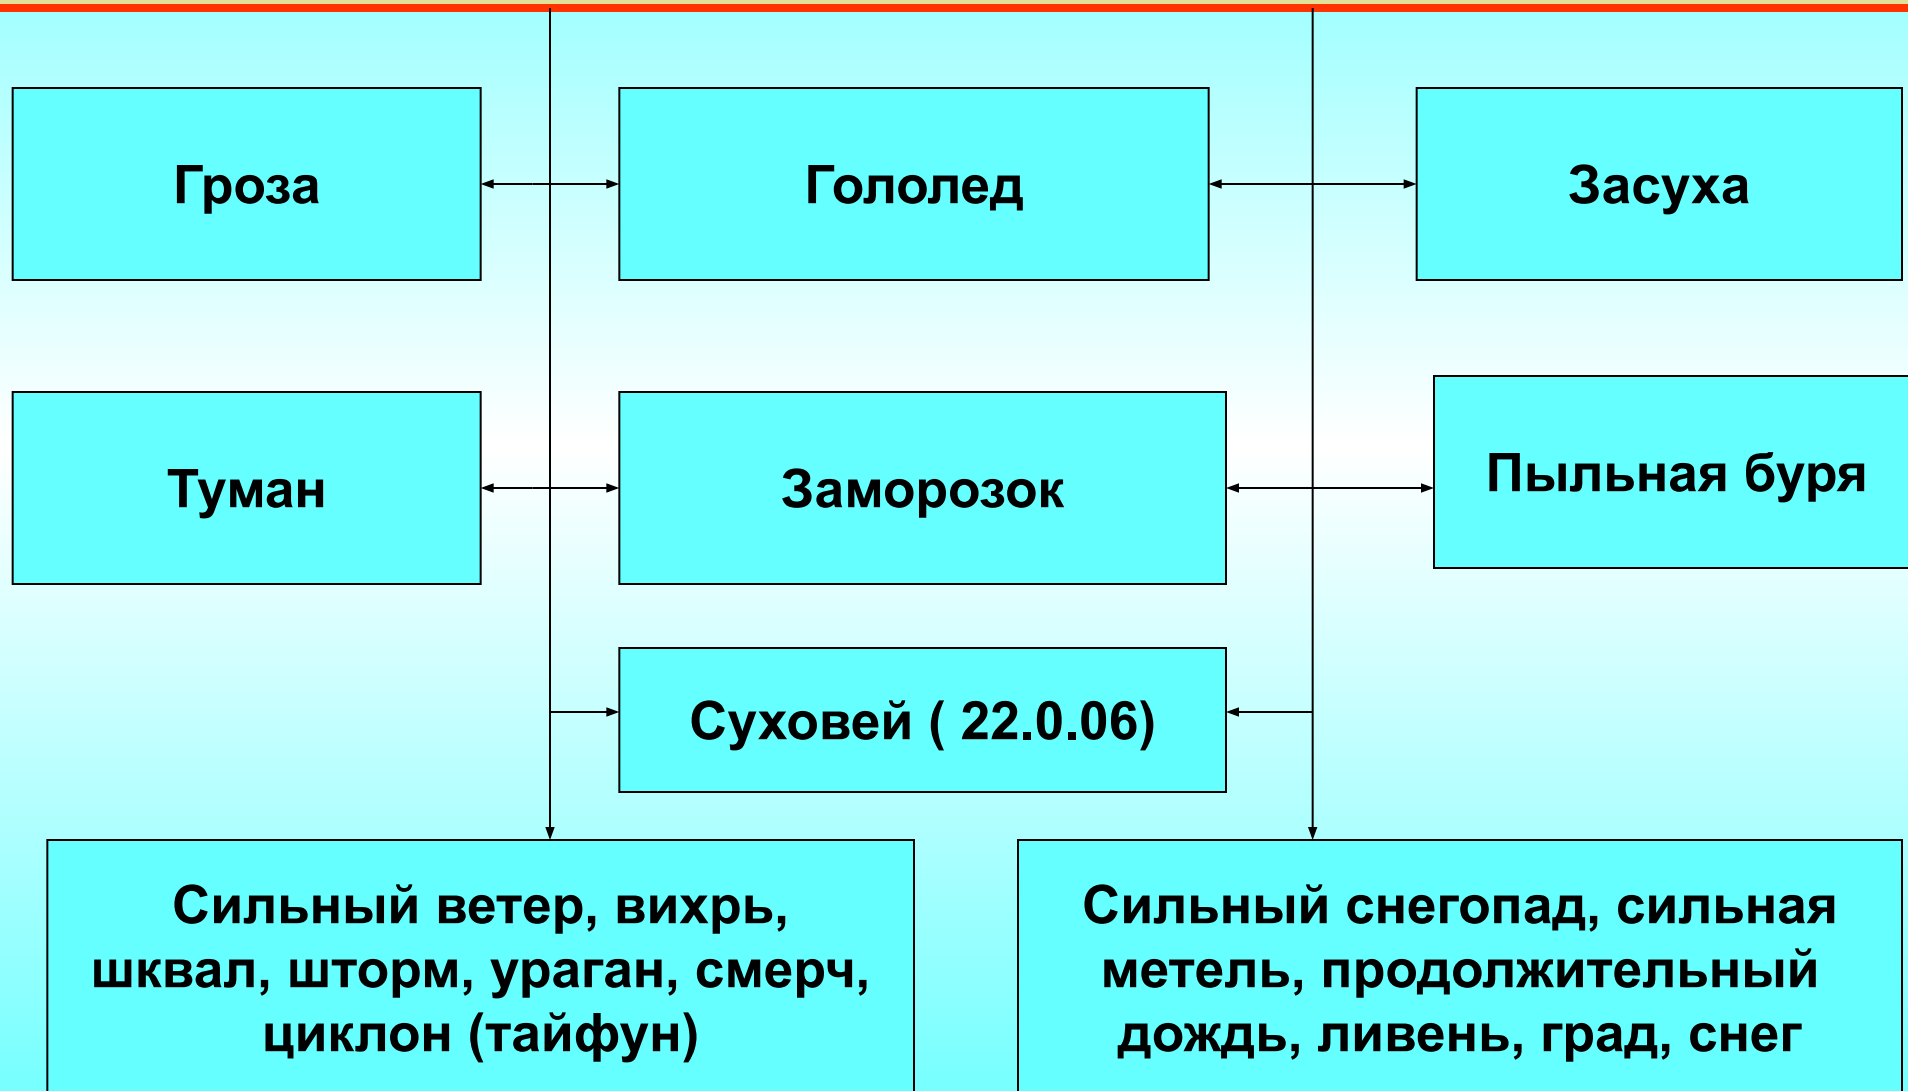 Гроза
Гололед
Засуха
Туман
Заморозок
Пыльная буря
Суховей ( 22.0.06)
Сильный ветер, вихрь,
шквал, шторм, ураган, смерч,
циклон (тайфун)
Сильный снегопад, сильная
метель, продолжительный
дождь, ливень, град, снег